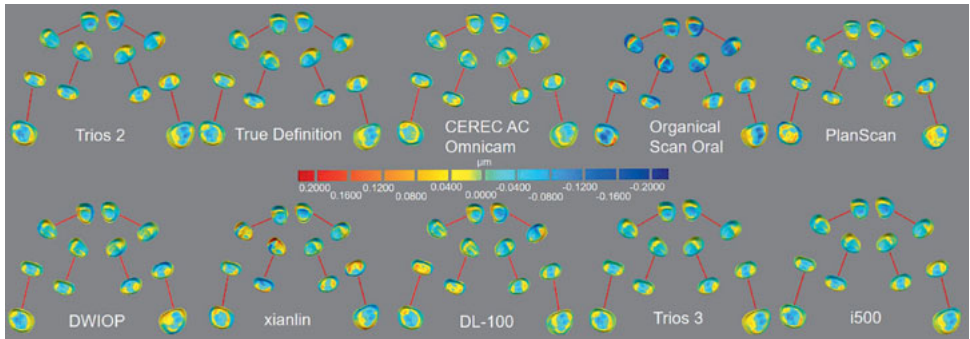 Trios 2
True Definition
CEREC AC
Omnicam
Organical
Scan Oral
PlanScan
μm
0.2000 0.1600 0.1200 0.0800 0.0400 0.0000 -0.0400 -0.0800 -0.1200 -0.1600 -0.2000
DWIOP
xianlin
DL-100
Trios 3
i500